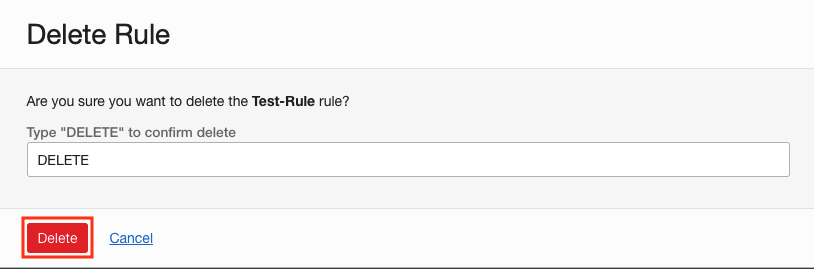 Delete Rule
Are you sure you want to delete the Test-Rule rule?
Type "DELETE" to confirm delete
DELETE
Delete Cancel